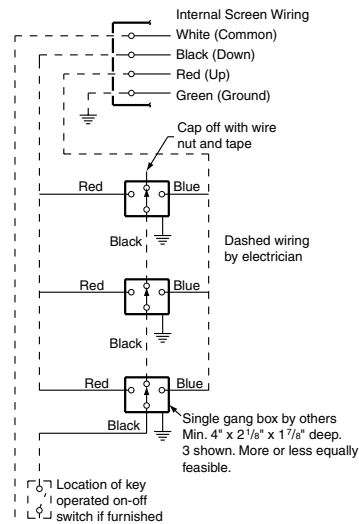 Internal Screen Wiring
White (Common)
Black (Down)
Red (Up)
Green (Ground)
Cap off with wire
nut and tape
Red
Blue
Black
Dashed wiring
by electrician
Red
Blue
Black
Red
Blue
Black
Single gang box by others
Min. 4" x 2 1/8" x 1 7/8" deep.
3 shown. More or less equally
feasible.
Location of key
operated on-off
switch if furnished